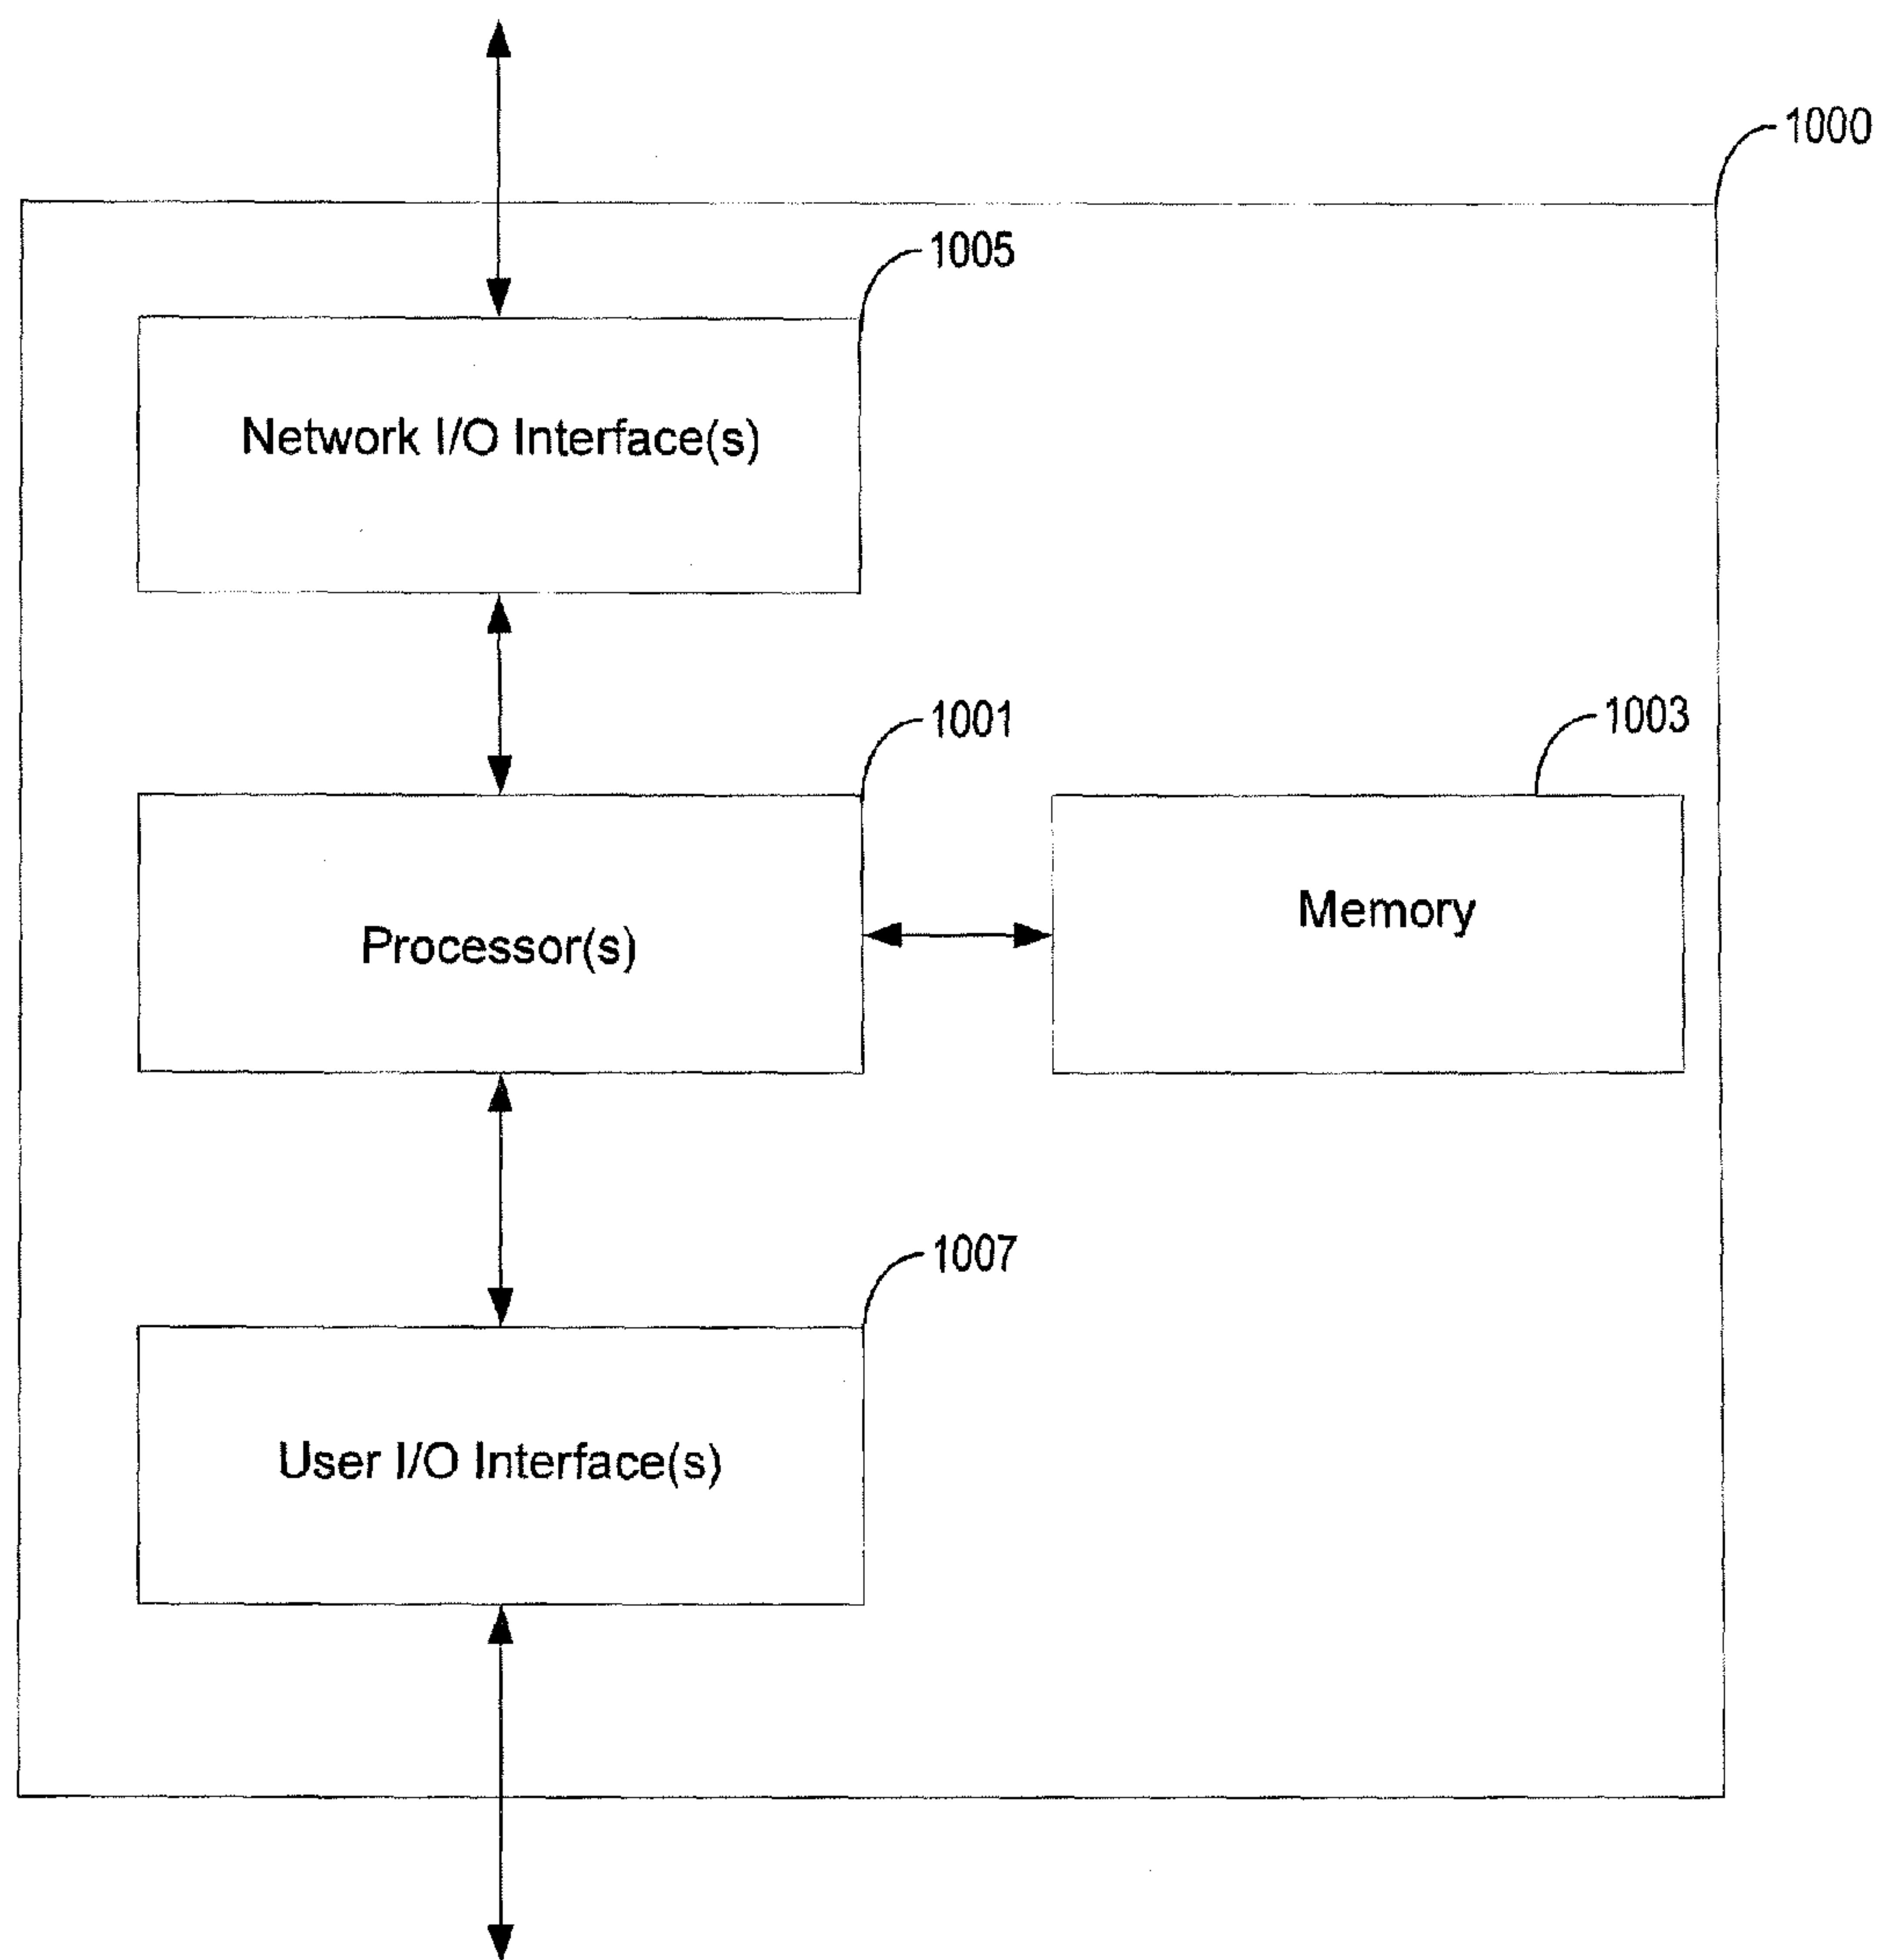 1000
1005
Network I/O Interface(s)
1001
1003
Processor(s)
Memory
1007
User I/O Interface(s)